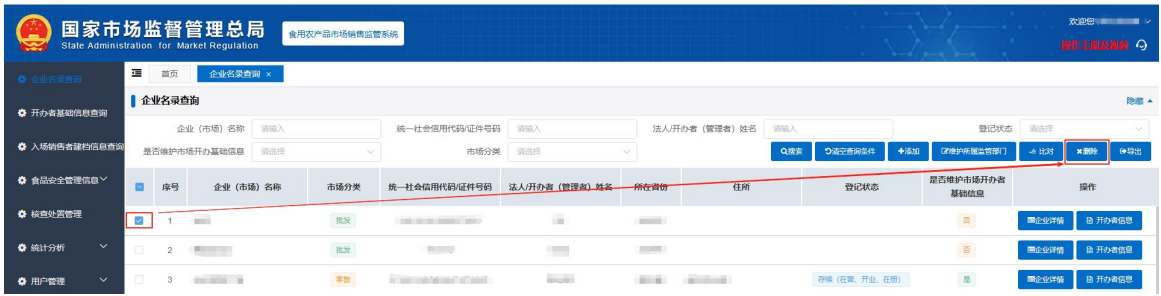 国家市场监督管理总局
State Administration for Market Regulation
食用农产品市场销售监管系统
欢迎您
操作手册及视频
企业名录查询
开办者基础信息查询
入场销售者建档信息查询
食品安全管理信息
核查处置管理
统计分析
用户管理
首页 企业名录查询 ×
企业名录查询 隐藏
企业（市场）名称 请输入 统一社会信用代码/证件号码 请输入 法人/开办者（管理者）姓名 请输入 登记状态 请选择
是否维护市场开办基础信息 请选择 市场分类 请选择 搜索 清空查询条件 +添加 维护所属监管部门 比对 ×删除 导出
序号 企业（市场）名称 市场分类 统一社会信用代码/证件号码 法人/开办者（管理者）姓名 所在省份 住所 登记状态 是否维护市场开办者基础信息 操作
1 批发 否 企业详情 开办者信息
2 批发 否 企业详情 开办者信息
3 零售 存续（在营、开业、在册） 是 企业详情 开办者信息